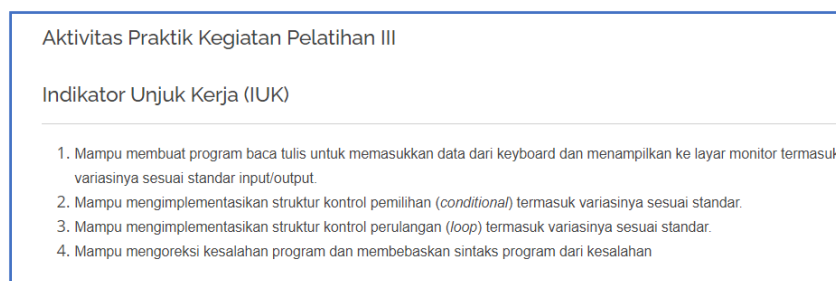 Aktivitas Praktik Kegiatan Pelatihan III
Indikator Unjuk Kerja (IUK)
1. Mampu membuat program baca tulis untuk memasukkan data dari keyboard dan menampilkan ke layar monitor termasuk
variasinya sesuai standar input/output.
2. Mampu mengimplementasikan struktur kontrol pemilihan (conditional) termasuk variasinya sesuai standar.
3. Mampu mengimplementasikan struktur kontrol perulangan (loop) termasuk variasinya sesuai standar.
4. Mampu mengoreksi kesalahan program dan membebaskan sintaks program dari kesalahan